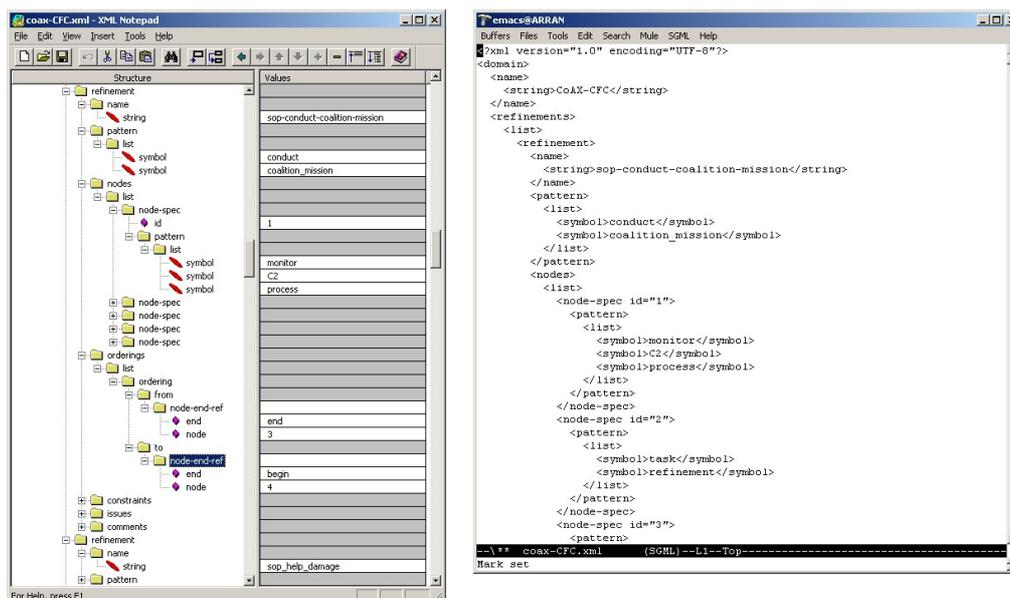 coax-CFC.xml - XML Notepad
File Edit View Insert Tools Help
Structure Values
refinement
name
string sop-conduct-coalition-mission
pattern
list
symbol conduct
symbol coalition_mission
nodes
list
node-spec
id 1
pattern
list
symbol monitor
symbol C2
symbol process
node-spec
node-spec
node-spec
node-spec
orderings
list
ordering
from
node-end-ref
end end
node 3
to
node-end-ref
end begin
node 4
constraints
issues
comments
refinement
name
string sop_help_damage
pattern
For Help, press F1
emacs@ARRAN
Buffers Files Tools Edit Search Mule SGML Help
<?xml version="1.0" encoding="UTF-8"?>
<domain>
<name>
<string>CoAX-CFC</string>
</name>
<refinements>
<list>
<refinement>
<name>
<string>sop-conduct-coalition-mission</string>
</name>
<pattern>
<list>
<symbol>conduct</symbol>
<symbol>coalition_mission</symbol>
</list>
</pattern>
<nodes>
<list>
<node-spec id="1">
<pattern>
<list>
<symbol>monitor</symbol>
<symbol>C2</symbol>
<symbol>process</symbol>
</list>
</pattern>
</node-spec>
<node-spec id="2">
<pattern>
<list>
<symbol>task</symbol>
<symbol>refinement</symbol>
</list>
</pattern>
</node-spec>
<node-spec id="3">
<pattern>
--\** coax-CFC.xml (SGML)--L1--Top----------------------------------------
Mark set